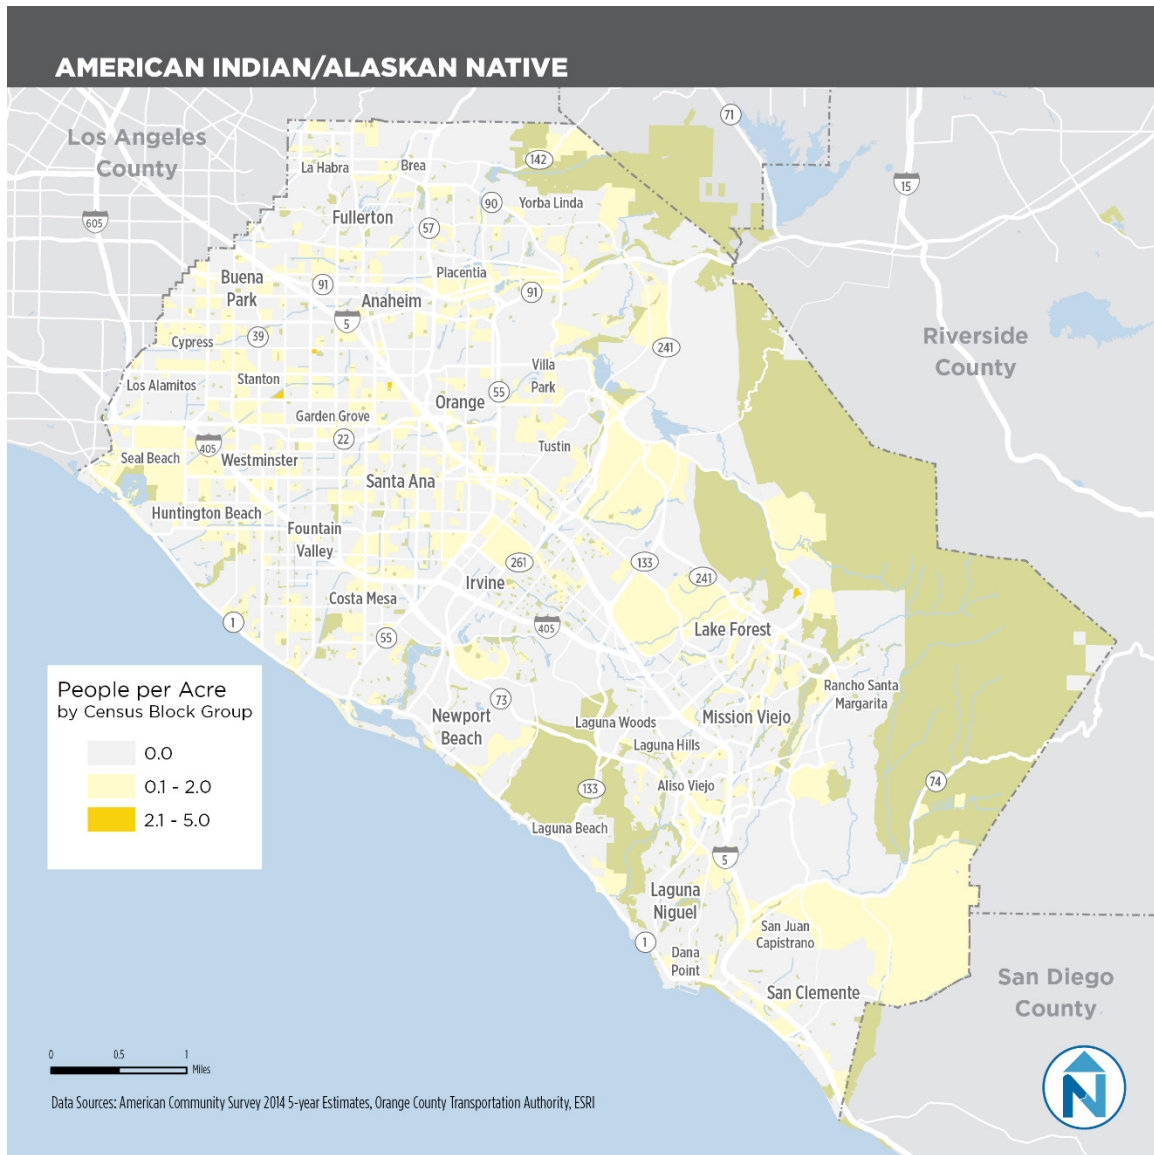 AMERICAN INDIAN/ALASKAN NATIVE
Los Angeles
County
71
La Habra
Brea
142
15
605
90
Yorba Linda
Fullerton
57
Buena
Park
91
Placentia
Anaheim
91
5
39
Cypress
241
Riverside
County
Los Alamitos
Stanton
Villa
Park
55
Orange
Garden Grove
22
405
Seal Beach
Westminster
Tustin
Santa Ana
Huntington Beach
Fountain
Valley
261
133
Irvine
241
Costa Mesa
1
55
405
Lake Forest
People per Acre
by Census Block Group
0.0
0.1 - 2.0
2.1 - 5.0
Rancho Santa
Margarita
73
Newport
Beach
Laguna Woods
Mission Viejo
Laguna Hills
133
Aliso Viejo
74
Laguna Beach
5
Laguna
Niguel
San Juan
Capistrano
1
Dana
Point
San Clemente
San Diego
County
0 0.5 1
Miles
Data Sources: American Community Survey 2014 5-year Estimates, Orange County Transportation Authority, ESRI
N